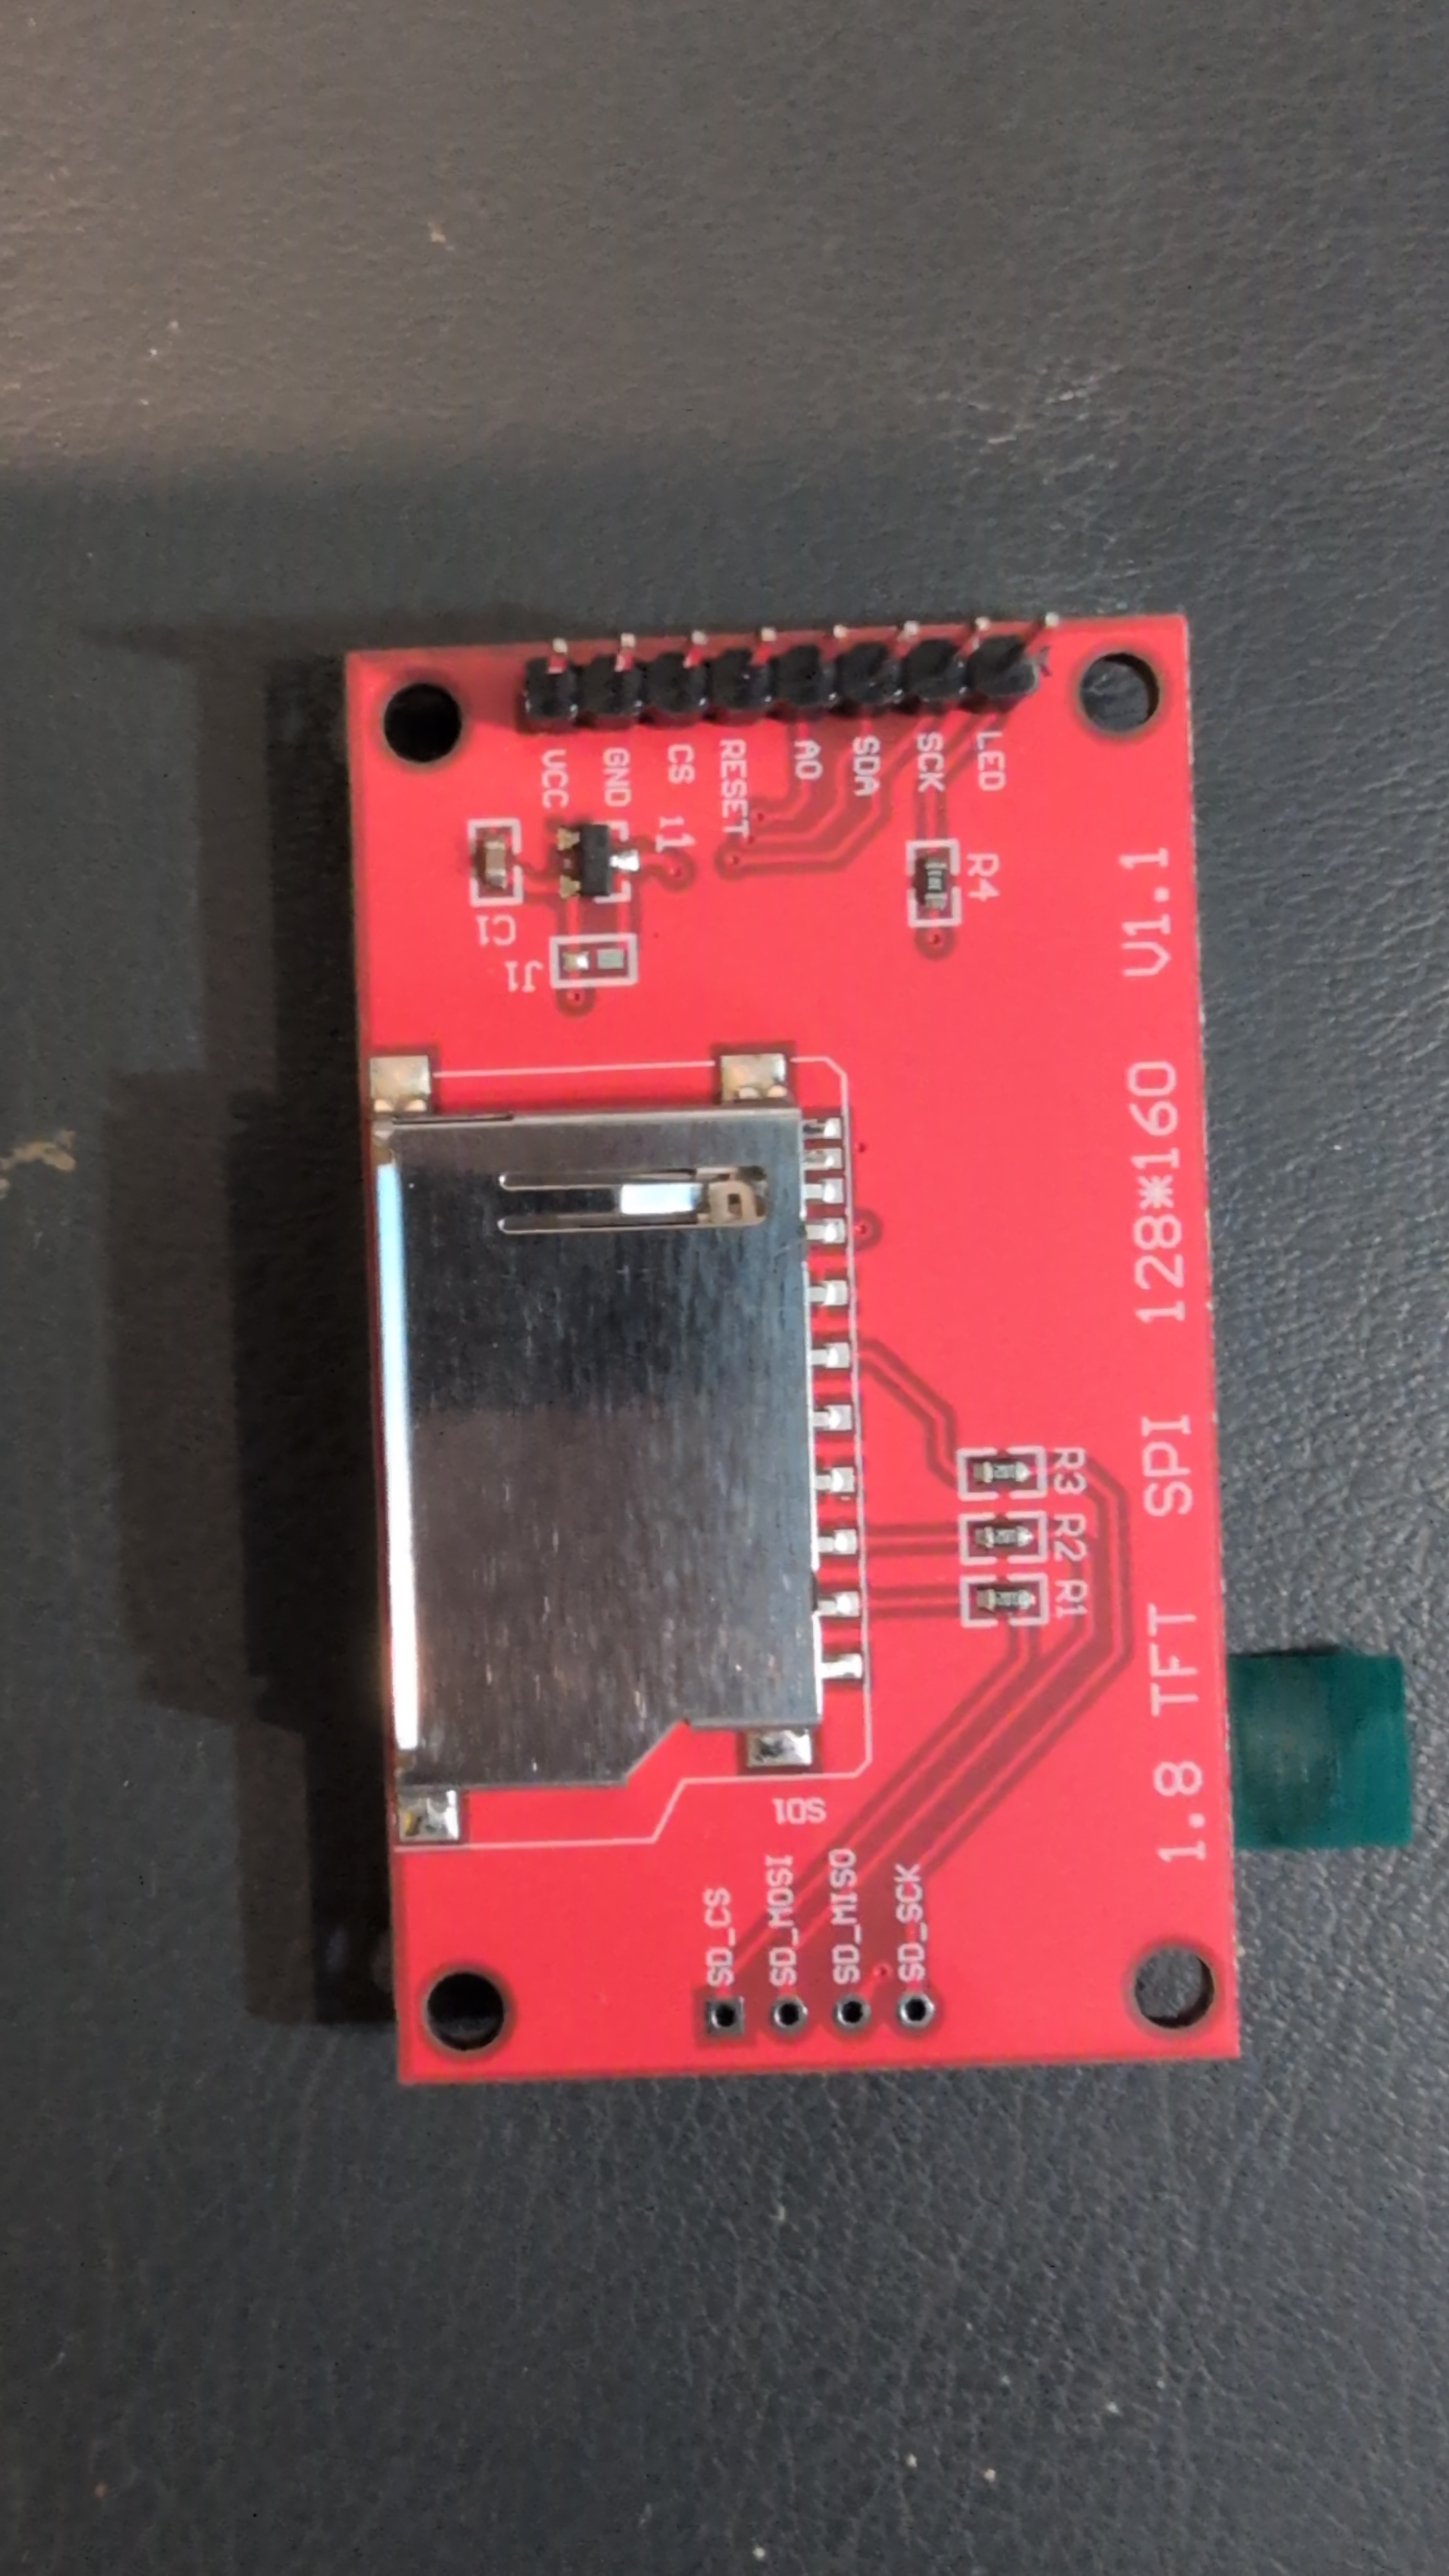 VCC
GND
CS
RESET
A0
SDA
SCK
LED
C1
J1
R4
R3
R2
R1
SD1
SD_CS
SD_MOSI
SD_MISO
SD_SCK
1.8 TFT SPI 128*160 V1.1